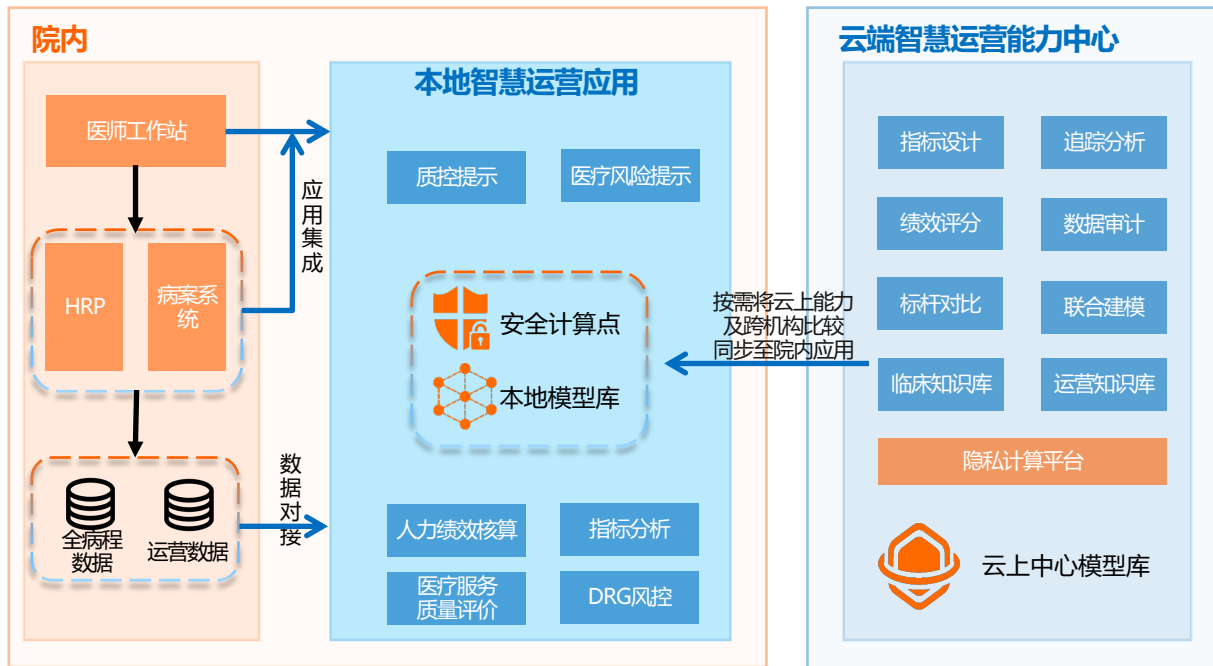 院内
医师工作站
HRP
病案系
统
全病程
数据
运营数据
应
用
集
成
数
据
对
接
本地智慧运营应用
质控提示
医疗风险提示
安全计算点
本地模型库
人力绩效核算
指标分析
医疗服务
质量评价
DRG风控
按需将云上能力
及跨机构比较
同步至院内应用
云端智慧运营能力中心
指标设计
追踪分析
绩效评分
数据审计
标杆对比
联合建模
临床知识库
运营知识库
隐私计算平台
云上中心模型库